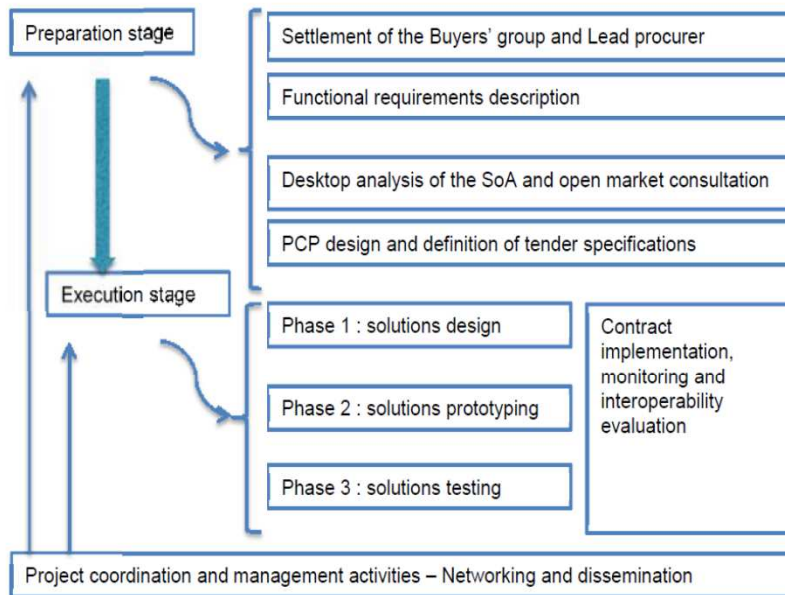 Preparation stage
Settlement of the Buyers' group and Lead procurer
Functional requirements description
Desktop analysis of the SoA and open market consultation
PCP design and definition of tender specifications
Execution stage
Phase 1 : solutions design
Phase 2 : solutions prototyping
Phase 3 : solutions testing
Contract
implementation,
monitoring and
interoperability
evaluation
Project coordination and management activities – Networking and dissemination